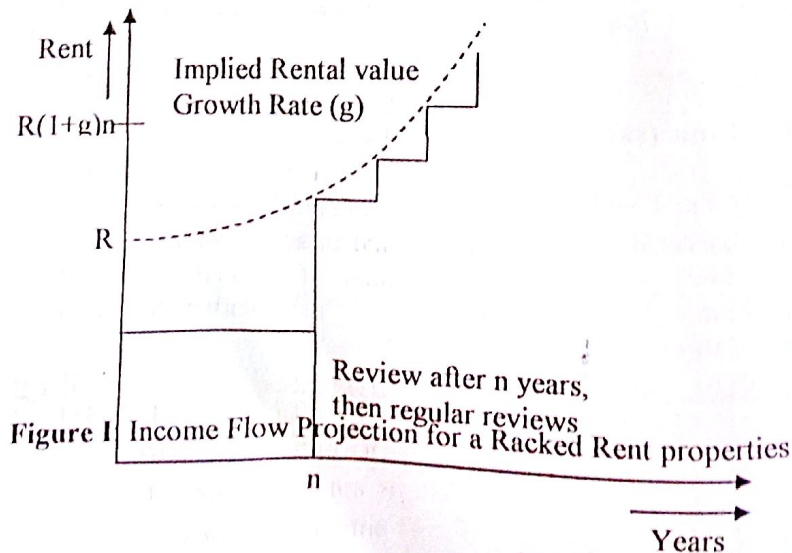 Rent
Implied Rental value
Growth Rate (g)
R(1+g)n
R
Review after n years,
then regular reviews
Figure I Income Flow Projection for a Racked Rent properties
n
Years